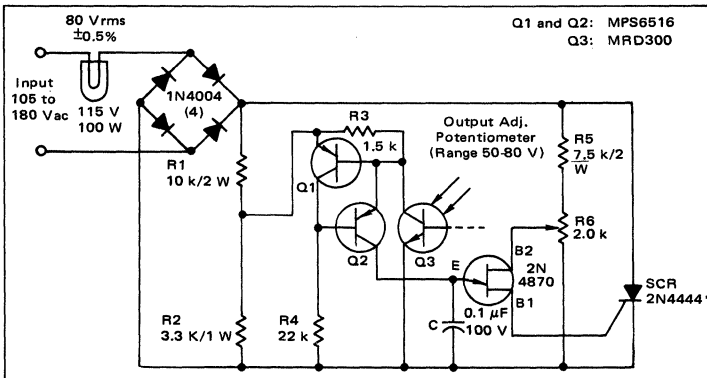 80 Vrms
±0.5%
Q1 and Q2: MPS6516
Q3: MRD300
Input
105 to
180 Vac
115 V
100 W
1N4004
(4)
R1
10 k/2 W
R3
1.5 k
Output Adj.
Potentiometer
(Range 50-80 V)
R5
7.5 k/2
W
Q1
Q2
Q3
R6
2.0 k
E
B2
2N
4870
B1
SCR
2N4441
R2
3.3 K/1 W
R4
22 k
C
0.1 µF
100 V